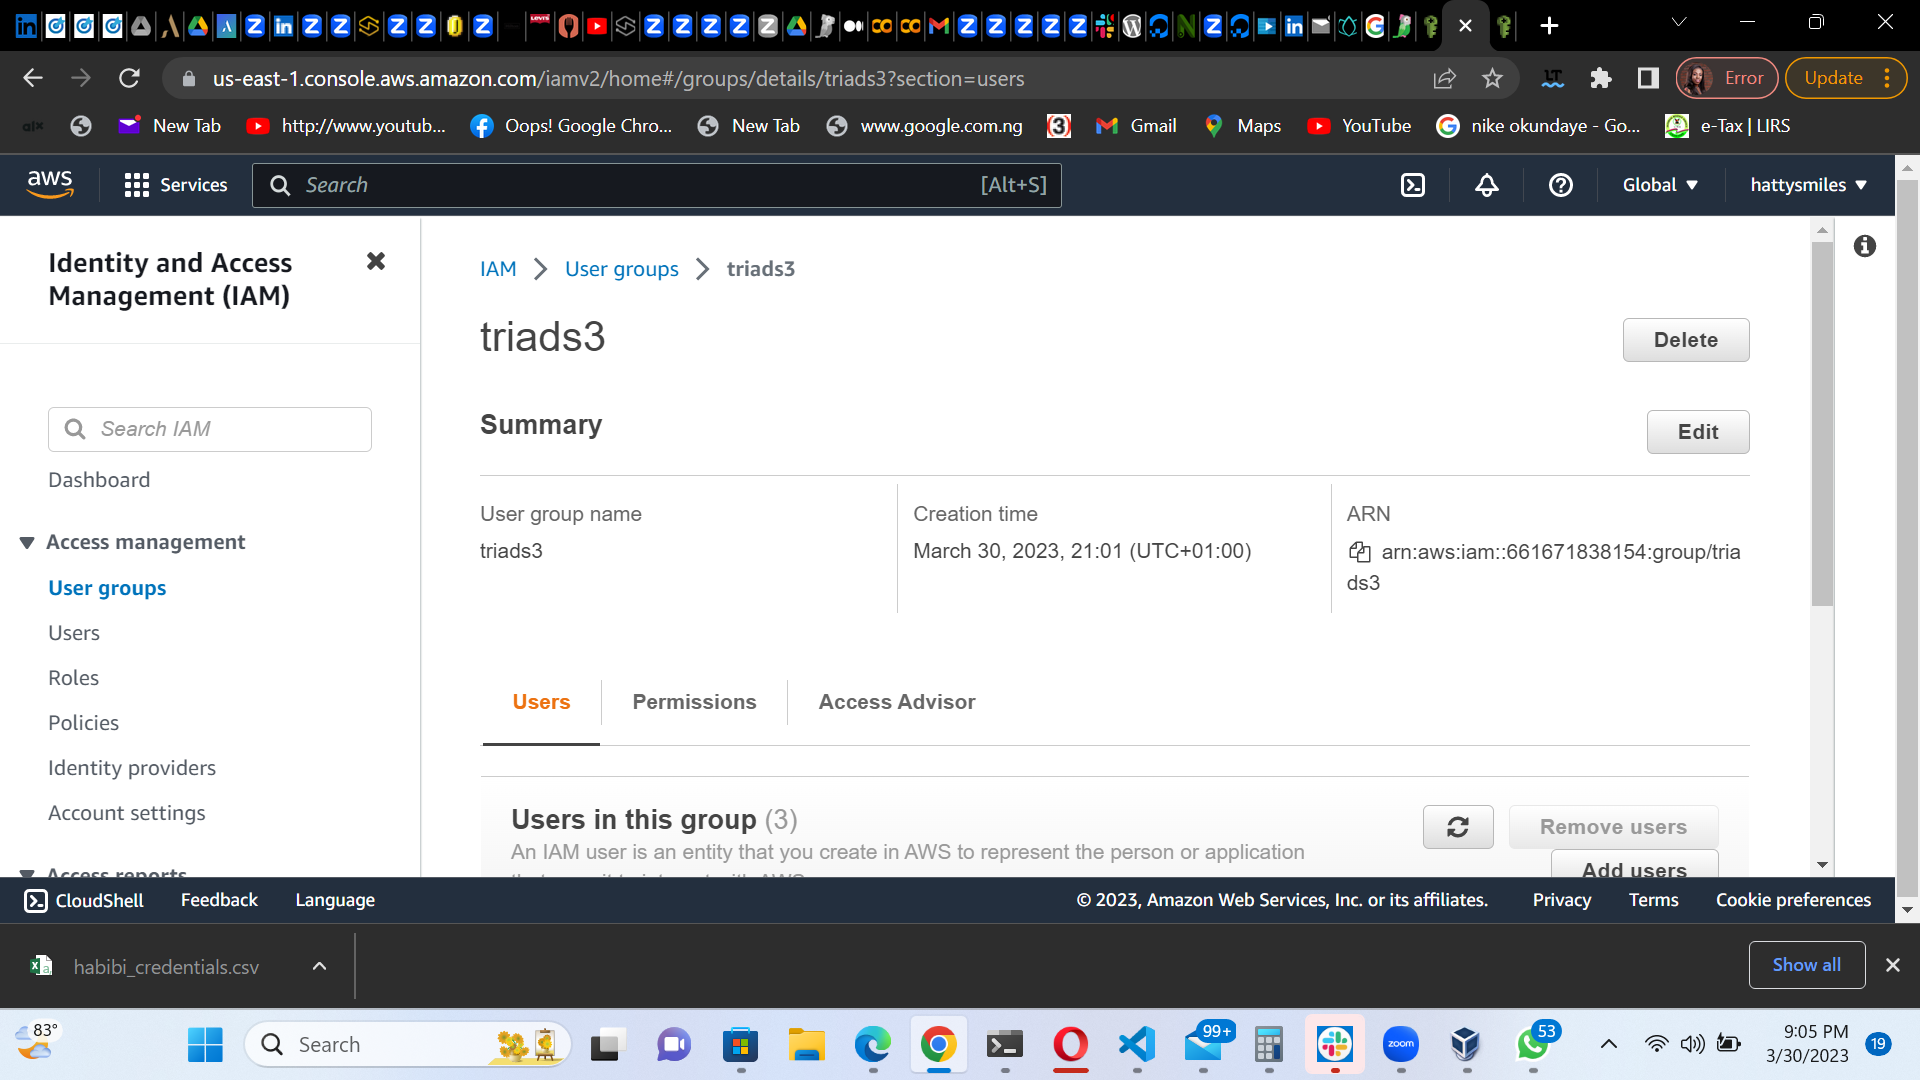 us-east-1.console.aws.amazon.com/iamv2/home#/groups/details/triads3?section=users
Error
Update
New Tab
http://www.youtub...
Oops! Google Chro...
New Tab
www.google.com.ng
Gmail
Maps
YouTube
nike okundaye - Go...
e-Tax | LIRS
aws
Services
Search
[Alt+S]
Global
hattysmiles
Identity and Access
Management (IAM)
Search IAM
Dashboard
Access management
User groups
Users
Roles
Policies
Identity providers
Account settings
Access reports
IAM > User groups > triads3
triads3
Delete
Summary
Edit
User group name
triads3
Creation time
March 30, 2023, 21:01 (UTC+01:00)
ARN
arn:aws:iam::661671838154:group/tria
ds3
Users
Permissions
Access Advisor
Users in this group (3)
An IAM user is an entity that you create in AWS to represent the person or application
Remove users
Add users
CloudShell
Feedback
Language
© 2023, Amazon Web Services, Inc. or its affiliates.
Privacy
Terms
Cookie preferences
habibi_credentials.csv
Show all
83°
Search
99+
zoom
53
9:05 PM
3/30/2023
19